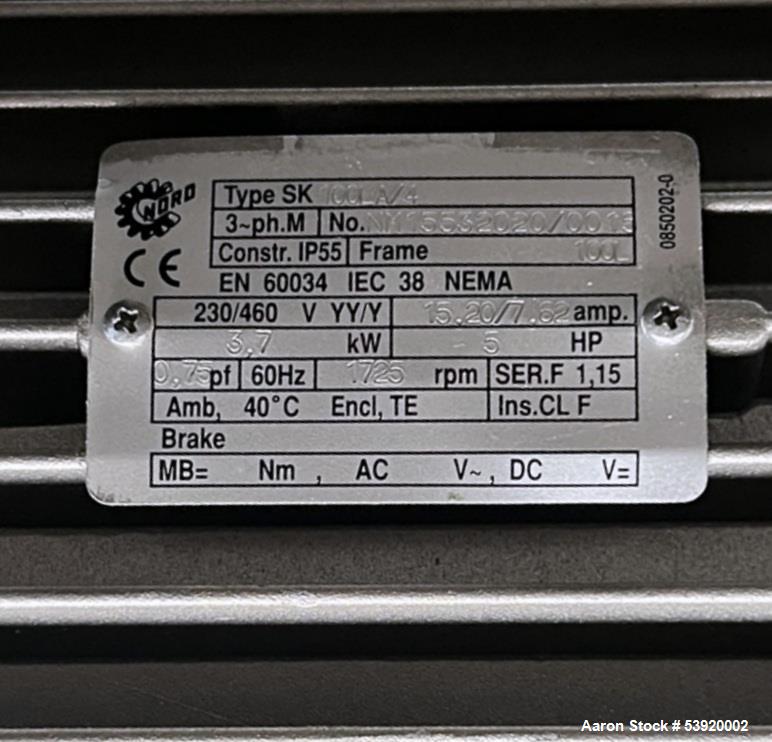 NORD
Type SK 100LA/4
3~ph.M No.
Constr. IP55 Frame 100L
EN 60034 IEC 38 NEMA
230/460 V YY/Y 15,20/7,62 amp.
3,7 kW 5 HP
0,75 pf 60Hz 1725 rpm SER.F 1,15
Amb, 40°C Encl, TE Ins.CL F
Brake
MB= Nm , AC V~, DC V=
0850202-0
Aaron Stock # 53920002